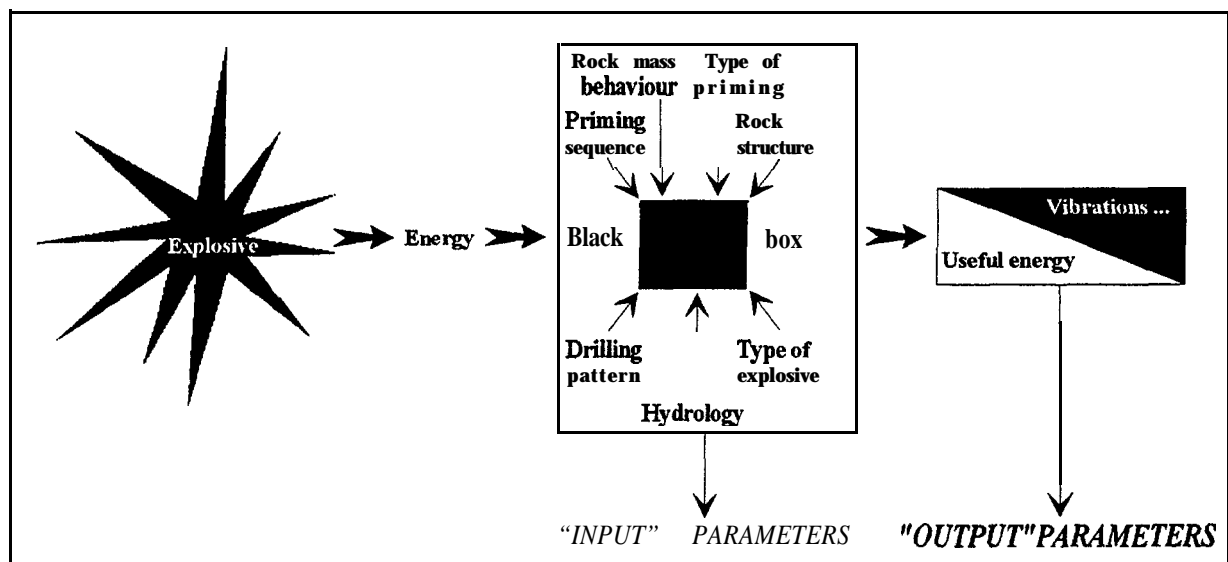 Rock mass behaviour
Type of priming
Priming sequence
Rock structure
Explosive
Energy
Black box
Vibrations ...
Useful energy
Drilling pattern
Type of explosive
Hydrology
“INPUT” PARAMETERS
"OUTPUT"PARAMETERS